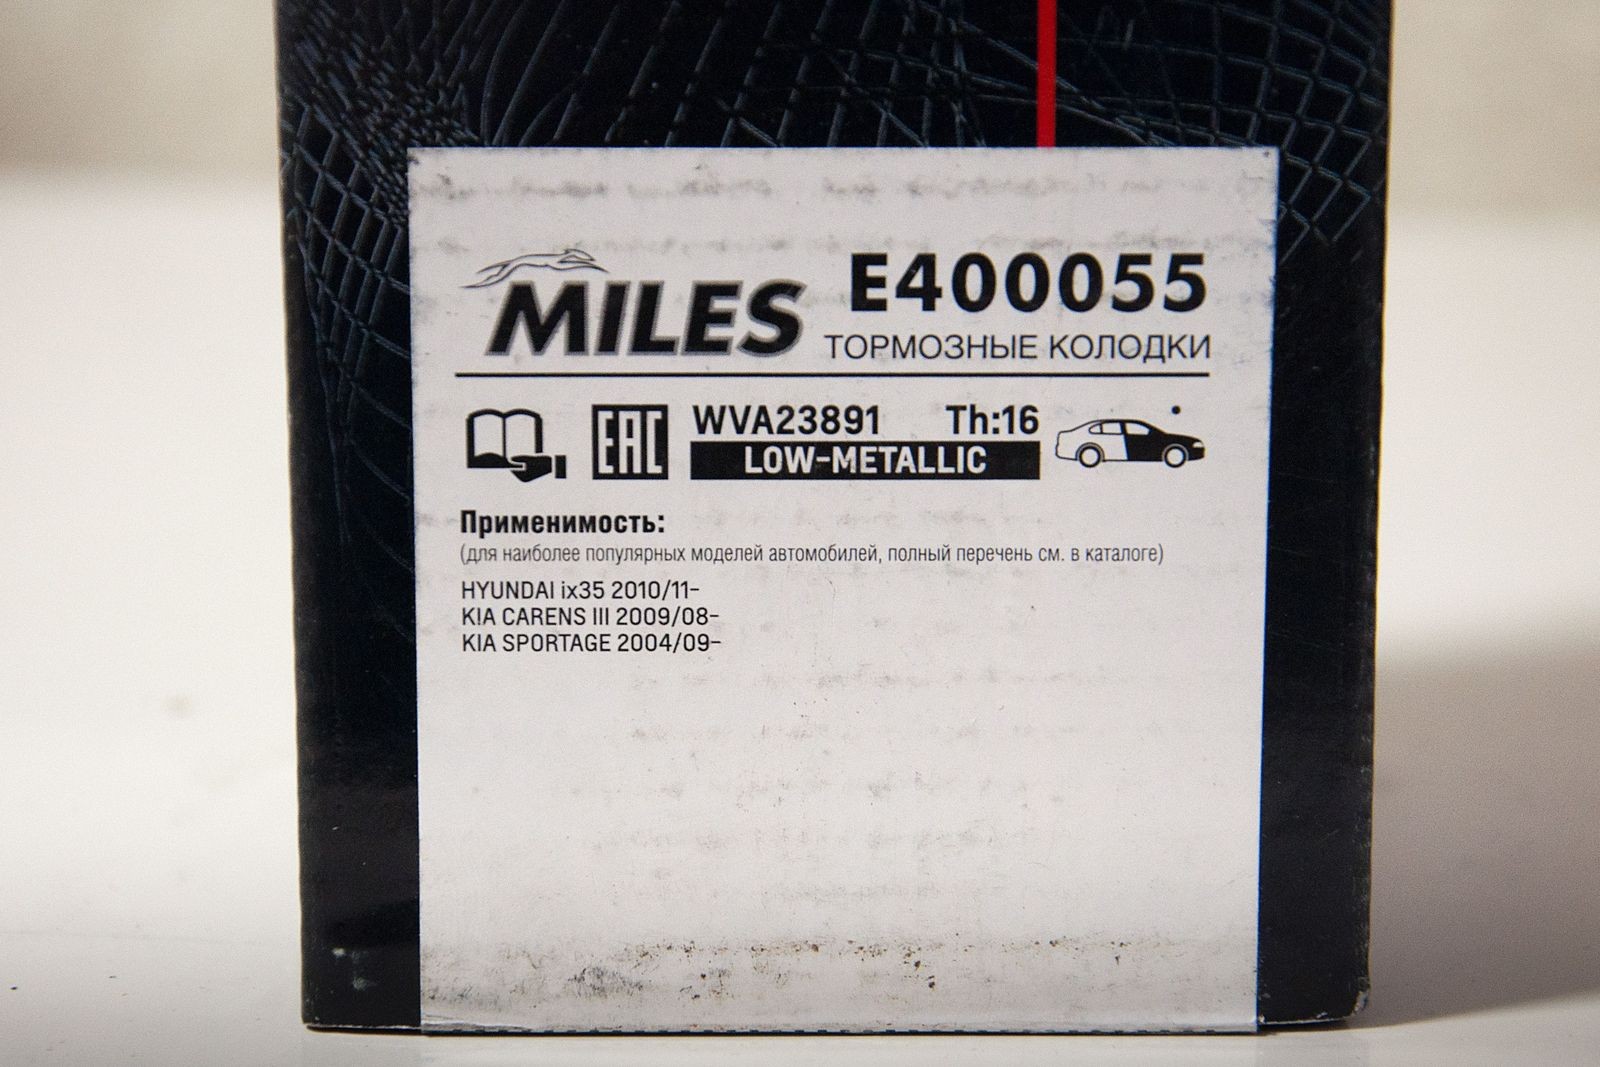 MILES
E400055
ТОРМОЗНЫЕ КОЛОДКИ
EAC
WVA23891 Th:16
LOW-METALLIC
Применимость:
(для наиболее популярных моделей автомобилей, полный перечень см. в каталоге)
HYUNDAI ix35 2010/11-
KIA CARENS III 2009/08-
KIA SPORTAGE 2004/09-